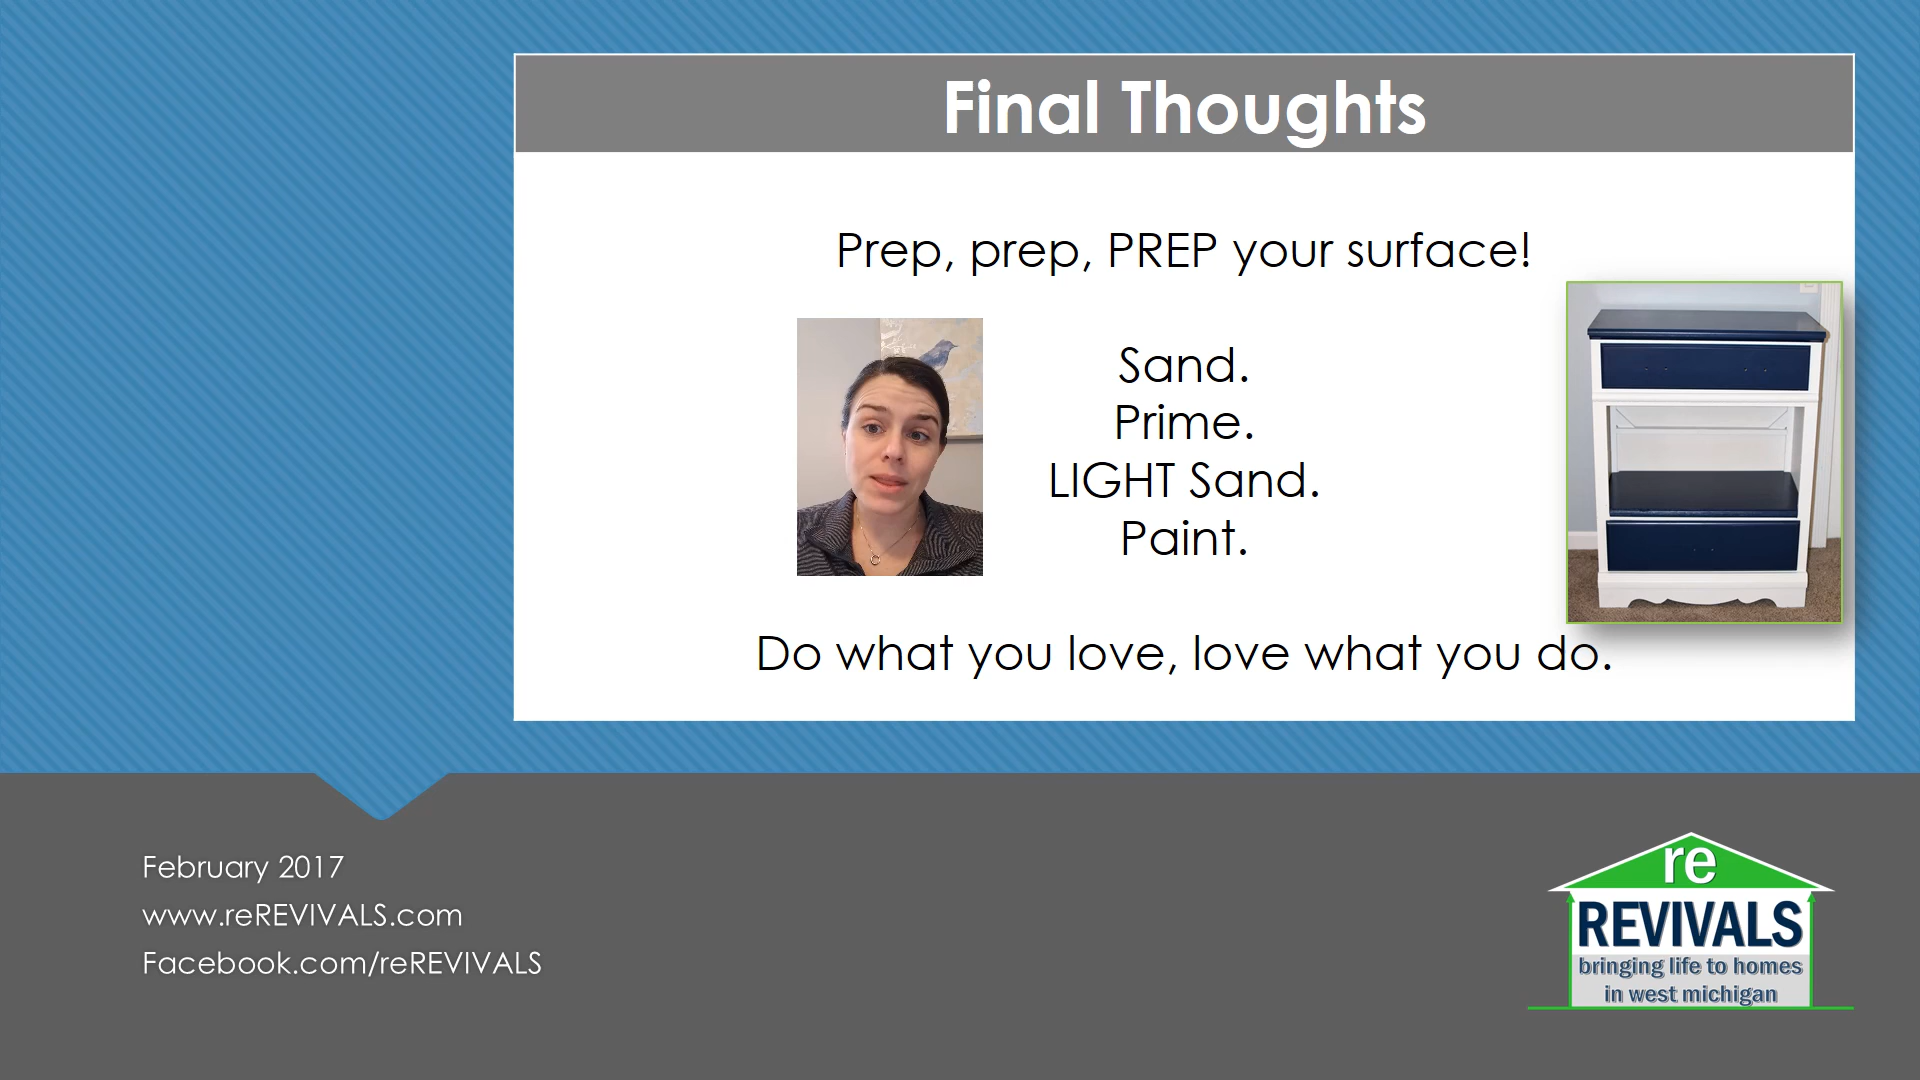 Final Thoughts
Prep, prep, PREP your surface!
Sand.
Prime.
LIGHT Sand.
Paint.
Do what you love, love what you do.
February 2017
www.reREVIVALS.com
Facebook.com/reREVIVALS
re
REVIVALS
bringing life to homes
in west michigan